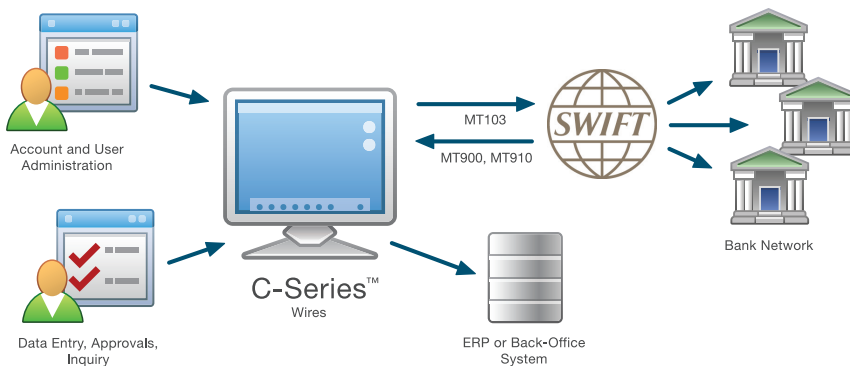 Account and User
Administration
Data Entry, Approvals,
Inquiry
C-Series™
Wires
MT103
MT900, MT910
SWIFT
ERP or Back-Office
System
Bank Network